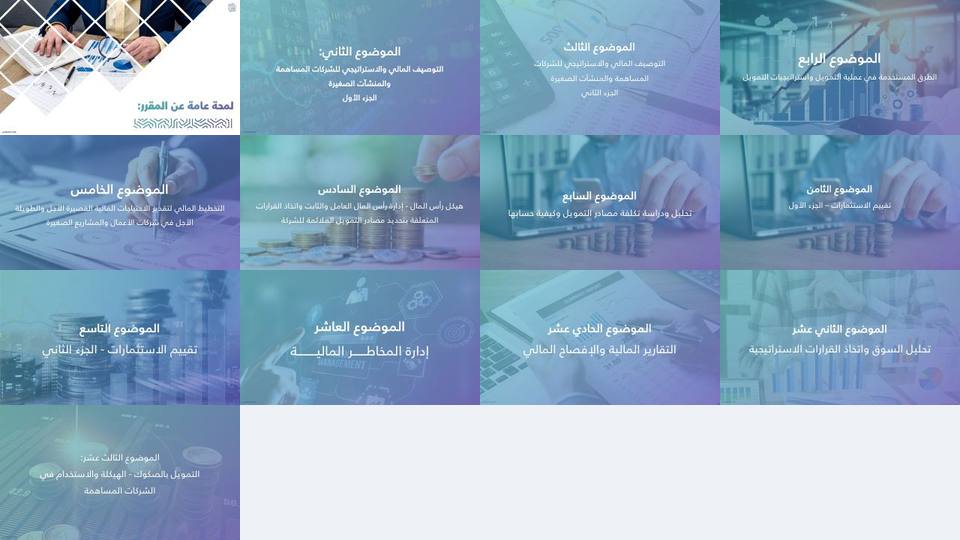 لمحة عامة عن المقرر:
الموضوع الثاني:
التوصيف المالي والاستراتيجي للشركات المساهمة
والمنشآت الصغيرة
الجزء الأول
الموضوع الثالث
التوصيف المالي والاستراتيجي للشركات
المساهمة والمنشآت الصغيرة
الجزء الثاني
الموضوع الرابع
الطرق المستخدمة في عملية التمويل واستراتيجيات التمويل
الموضوع الخامس
التخطيط المالي لتقدير الاحتياجات المالية القصيرة الأجل والطويلة
الأجل في شركات الأعمال والمشاريع الصغيرة
الموضوع السادس
هيكل رأس المال - إدارة رأس المال العامل والثابت واتخاذ القرارات
المتعلقة بتحديد مصادر التمويل الملائمة للشركة
الموضوع السابع
تحليل ودراسة تكلفة مصادر التمويل وكيفية حسابها
الموضوع الثامن
تقييم الاستثمارات – الجزء الأول
الموضوع التاسع
تقييم الاستثمارات - الجزء الثاني
الموضوع العاشر
إدارة المخاطـــر الماليـــــة
MANAGEMENT
الموضوع الحادي عشر
التقارير المالية والإفصاح المالي
الموضوع الثاني عشر
تحليل السوق واتخاذ القرارات الاستراتيجية
الموضوع الثالث عشر:
التمويل بالصكوك - الهيكلة والاستخدام في
الشركات المساهمة